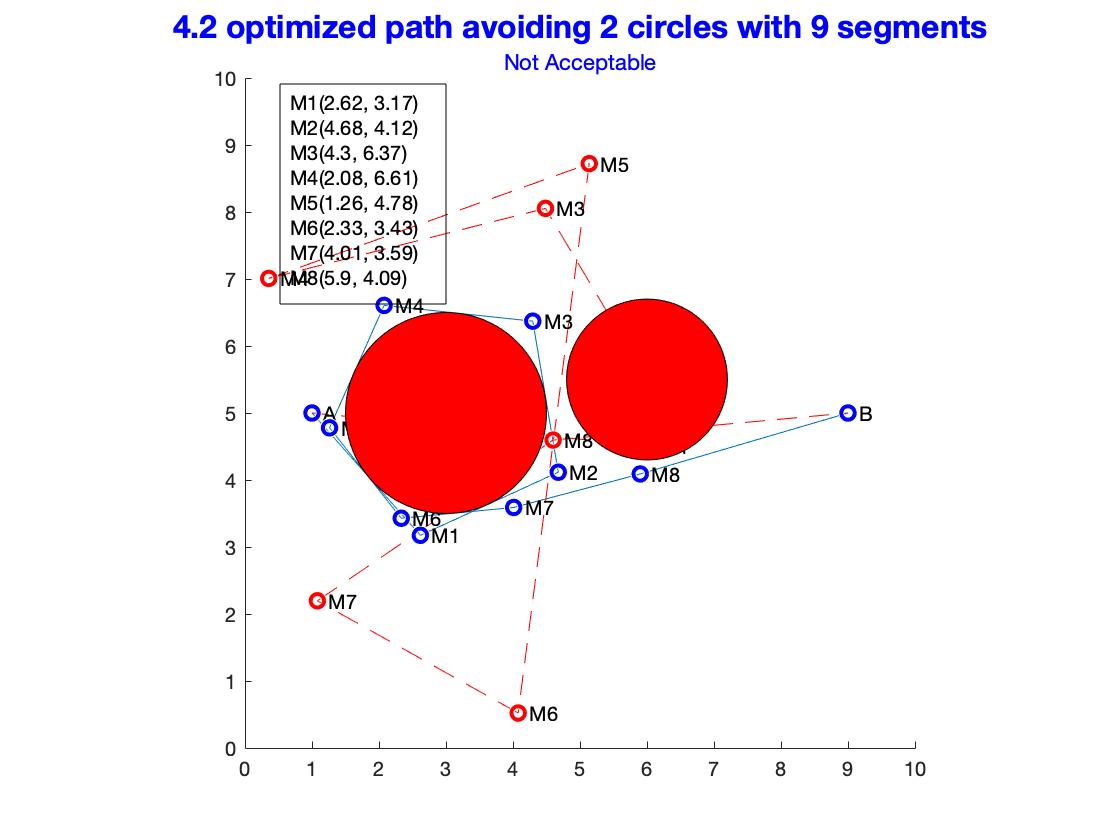 4.2 optimized path avoiding 2 circles with 9 segments
Not Acceptable
10
9
8
7
6
5
4
3
2
1
0
M1(2.62, 3.17)
M2(4.68, 4.12)
M3(4.3, 6.37)
M4(2.08, 6.61)
M5(1.26, 4.78)
M6(2.33, 3.43)
M7(4.01, 3.59)
M8(5.9, 4.09)
M5
M3
M4
M4
M3
A
B
M8
M2
M8
M7
M6
M1
M7
M6
0 1 2 3 4 5 6 7 8 9 10